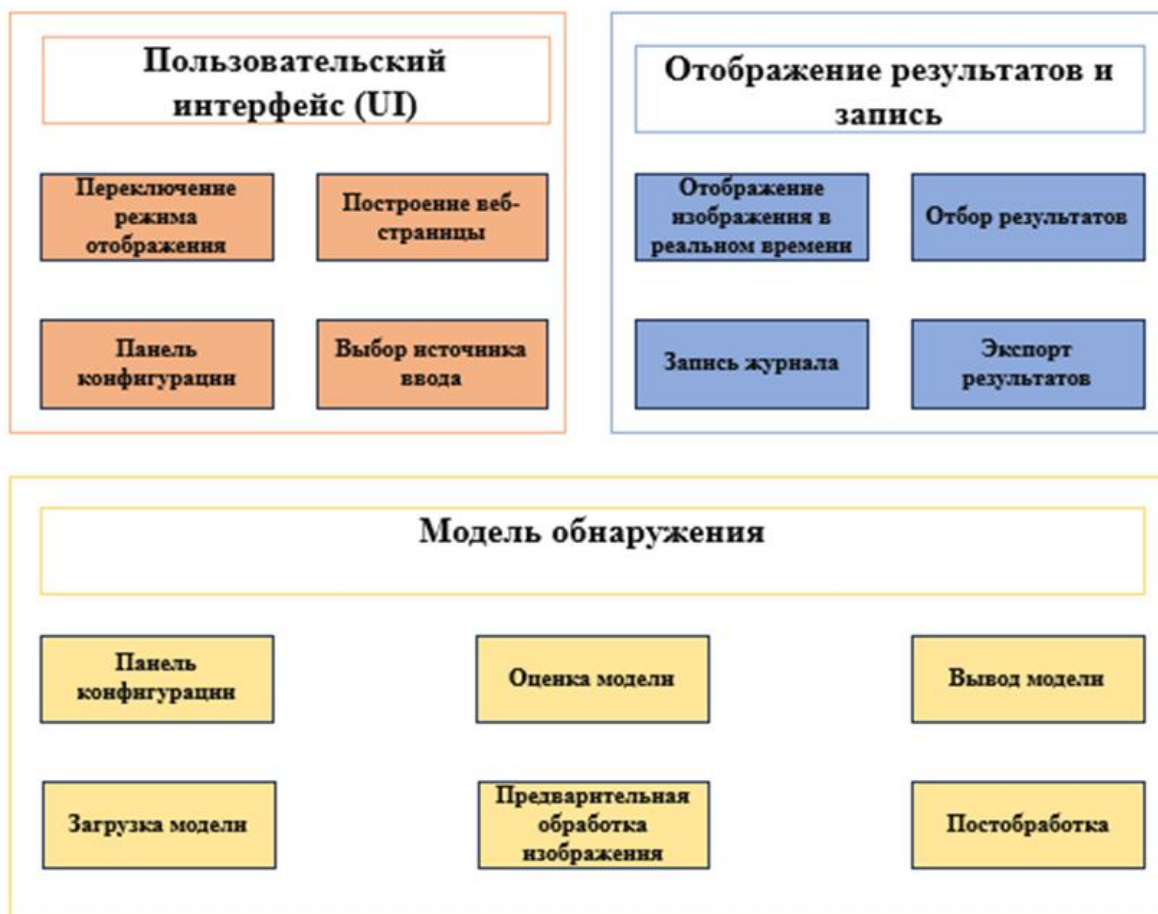 Пользовательский
интерфейс (UI)
Переключение
режима
отображения
Построение веб-
страницы
Панель
конфигурации
Выбор источника
ввода
Отображение результатов и
запись
Отображение
изображения в
реальном времени
Отбор результатов
Запись журнала
Экспорт
результатов
Модель обнаружения
Панель
конфигурации
Оценка модели
Вывод модели
Загрузка модели
Предварительная
обработка
изображения
Постобработка